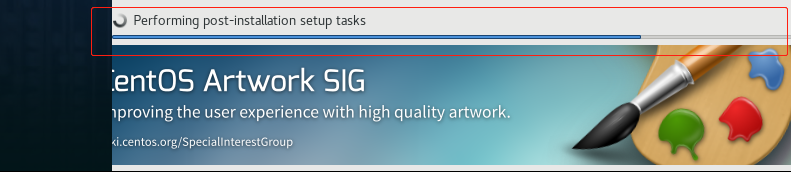 Performing post-installation setup tasks
CentOS Artwork SIG
mproving the user experience with high quality artwork.
ki.centos.org/SpecialInterestGroup